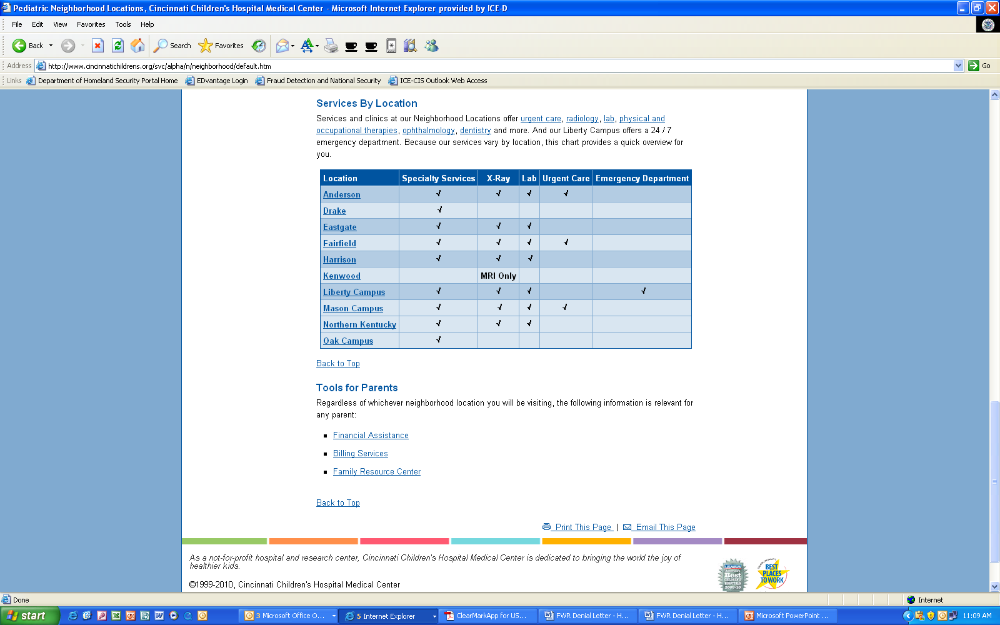 Pediatric Neighborhood Locations, Cincinnati Children's Hospital Medical Center - Microsoft Internet Explorer provided by ICE-D
File Edit View Favorites Tools Help
Back Search Favorites
Address http://www.cincinnatichildrens.org/svc/alpha/n/neighborhood/default.htm Go
Links Department of Homeland Security Portal Home EDvantage Login Fraud Detection and National Security ICE-CIS Outlook Web Access
Services By Location
Services and clinics at our Neighborhood Locations offer urgent care, radiology, lab, physical and
occupational therapies, ophthalmology, dentistry and more. And our Liberty Campus offers a 24 / 7
emergency department. Because our services vary by location, this chart provides a quick overview for
you.
Location Specialty Services X-Ray Lab Urgent Care Emergency Department
Anderson √ √ √ √
Drake √
Eastgate √ √ √
Fairfield √ √ √ √
Harrison √ √ √
Kenwood MRI Only
Liberty Campus √ √ √ √
Mason Campus √ √ √ √
Northern Kentucky √ √ √
Oak Campus √
Back to Top
Tools for Parents
Regardless of whichever neighborhood location you will be visiting, the following information is relevant for
any parent:
Financial Assistance
Billing Services
Family Resource Center
Back to Top
Print This Page | Email This Page
As a not-for-profit hospital and research center, Cincinnati Children's Hospital Medical Center is dedicated to bringing the world the joy of
healthier kids.
BEST
PLACES
TO WORK
Best
©1999-2010, Cincinnati Children's Hospital Medical Center
Done Internet
start 3 Microsoft Office O... 5 Internet Explorer ClearMarkApp for US... FWR Denial Letter - H... FWR Denial Letter - H... Microsoft PowerPoint ... 11:09 AM